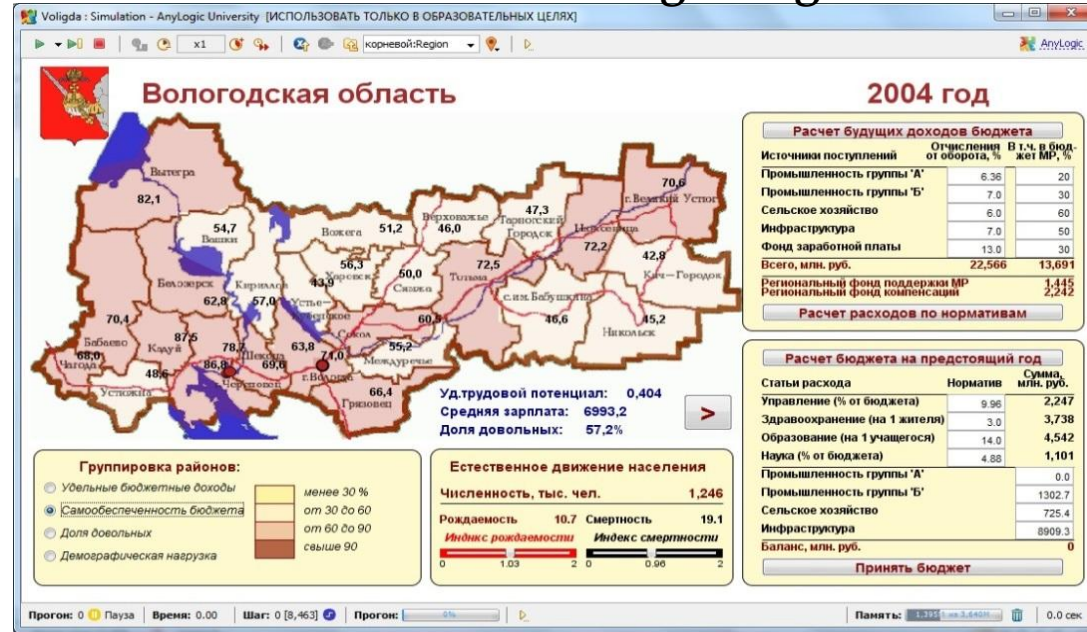 Voligda : Simulation - AnyLogic University [ИСПОЛЬЗОВАТЬ ТОЛЬКО В ОБРАЗОВАТЕЛЬНЫХ ЦЕЛЯХ]
x1 корневой:Region AnyLogic
Вологодская область
2004 год
Вытегра
82,1
54,7
Вашки
Вожега 51,2
Верховажье
46,0
47,3
Тарногский
Городок
70,6
г.Великий Устюг
Нюксеница
72,2
42,8
Кич-Городок
56,3
Харовск
43,9
50,0
Сямжа
72,5
Тотьма
Белозерск
62,8
Кириллов
57,0
Устье-
Кубенское
с.им.Бабушкина
46,6
45,2
Никольск
70,4
Бабаево
87,5
Кадуй
78,7
Шексна
63,8
Сокол
60,5
68,0
Чагода
86,8
69,6
71,0
55,2
Междуречье
48,6
Устюжна
г.Череповец
г.Вологда
66,4
Грязовец
Уд.трудовой потенциал: 0,404
Средняя зарплата: 6993,2
Доля довольных: 57,2%
>
Расчет будущих доходов бюджета
Источники поступлений Отчисления от оборота, % В т.ч. в бюд-жет МР, %
Промышленность группы 'А' 6.36 20
Промышленность группы 'Б' 7.0 30
Сельское хозяйство 6.0 60
Инфраструктура 7.0 50
Фонд заработной платы 13.0 30
Всего, млн. руб. 22,566 13,691
Региональный фонд поддержки МР 1,445
Региональный фонд компенсаций 2,242
Расчет расходов по нормативам
Расчет бюджета на предстоящий год
Статьи расхода Норматив Сумма, млн. руб.
Управление (% от бюджета) 9.96 2,247
Здравоохранение (на 1 жителя) 3.0 3,738
Образование (на 1 учащегося) 14.0 4,542
Наука (% от бюджета) 4.88 1,101
Промышленность группы 'А' 0.0
Промышленность группы 'Б' 1302.7
Сельское хозяйство 725.4
Инфраструктура 8909.3
Баланс, млн. руб. 0
Принять бюджет
Группировка районов:
Удельные бюджетные доходы
Самообеспеченность бюджета
Доля довольных
Демографическая нагрузка
менее 30 %
от 30 до 60
от 60 до 90
свыше 90
Естественное движение населения
Численность, тыс. чел. 1,246
Рождаемость 10.7 Смертность 19.1
Индикс рождаемости Индекс смертности
0 1.03 2 0 0.96 2
Прогон: 0 Пауза Время: 0.00 Шаг: 0 [8,463] Прогон: 0% Память: 0.0 сек